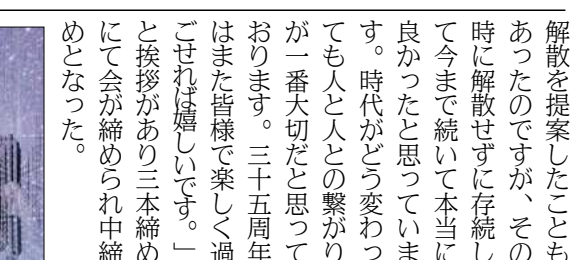 解散を提案したことも
あったのですが、その
時に解散せずに存続し
て今まで続いて本当に
良かったと思っていま
す。時代がどう変わっ
ても人と人との繋がり
が一番大切だと思って
おります。三十五周年
はまた皆様で楽しく過
ごせれば嬉しいです。」
と挨拶があり三本締め
にて会が締められ中締
めとなった。